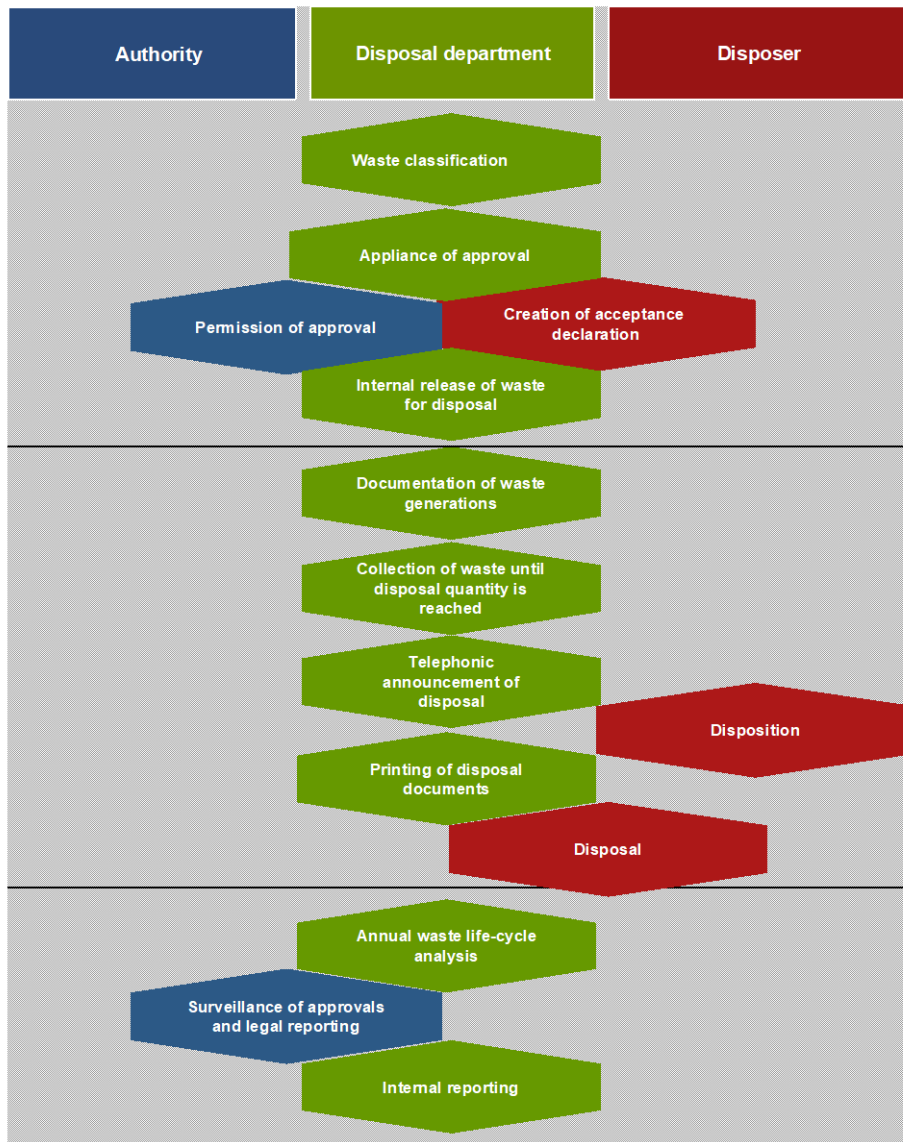 Authority
Disposal department
Disposer
Waste classification
Appliance of approval
Permission of approval
Creation of acceptance
declaration
Internal release of waste
for disposal
Documentation of waste
generations
Collection of waste until
disposal quantity is
reached
Telephonic
announcement of
disposal
Disposition
Printing of disposal
documents
Disposal
Annual waste life-cycle
analysis
Surveillance of approvals
and legal reporting
Internal reporting